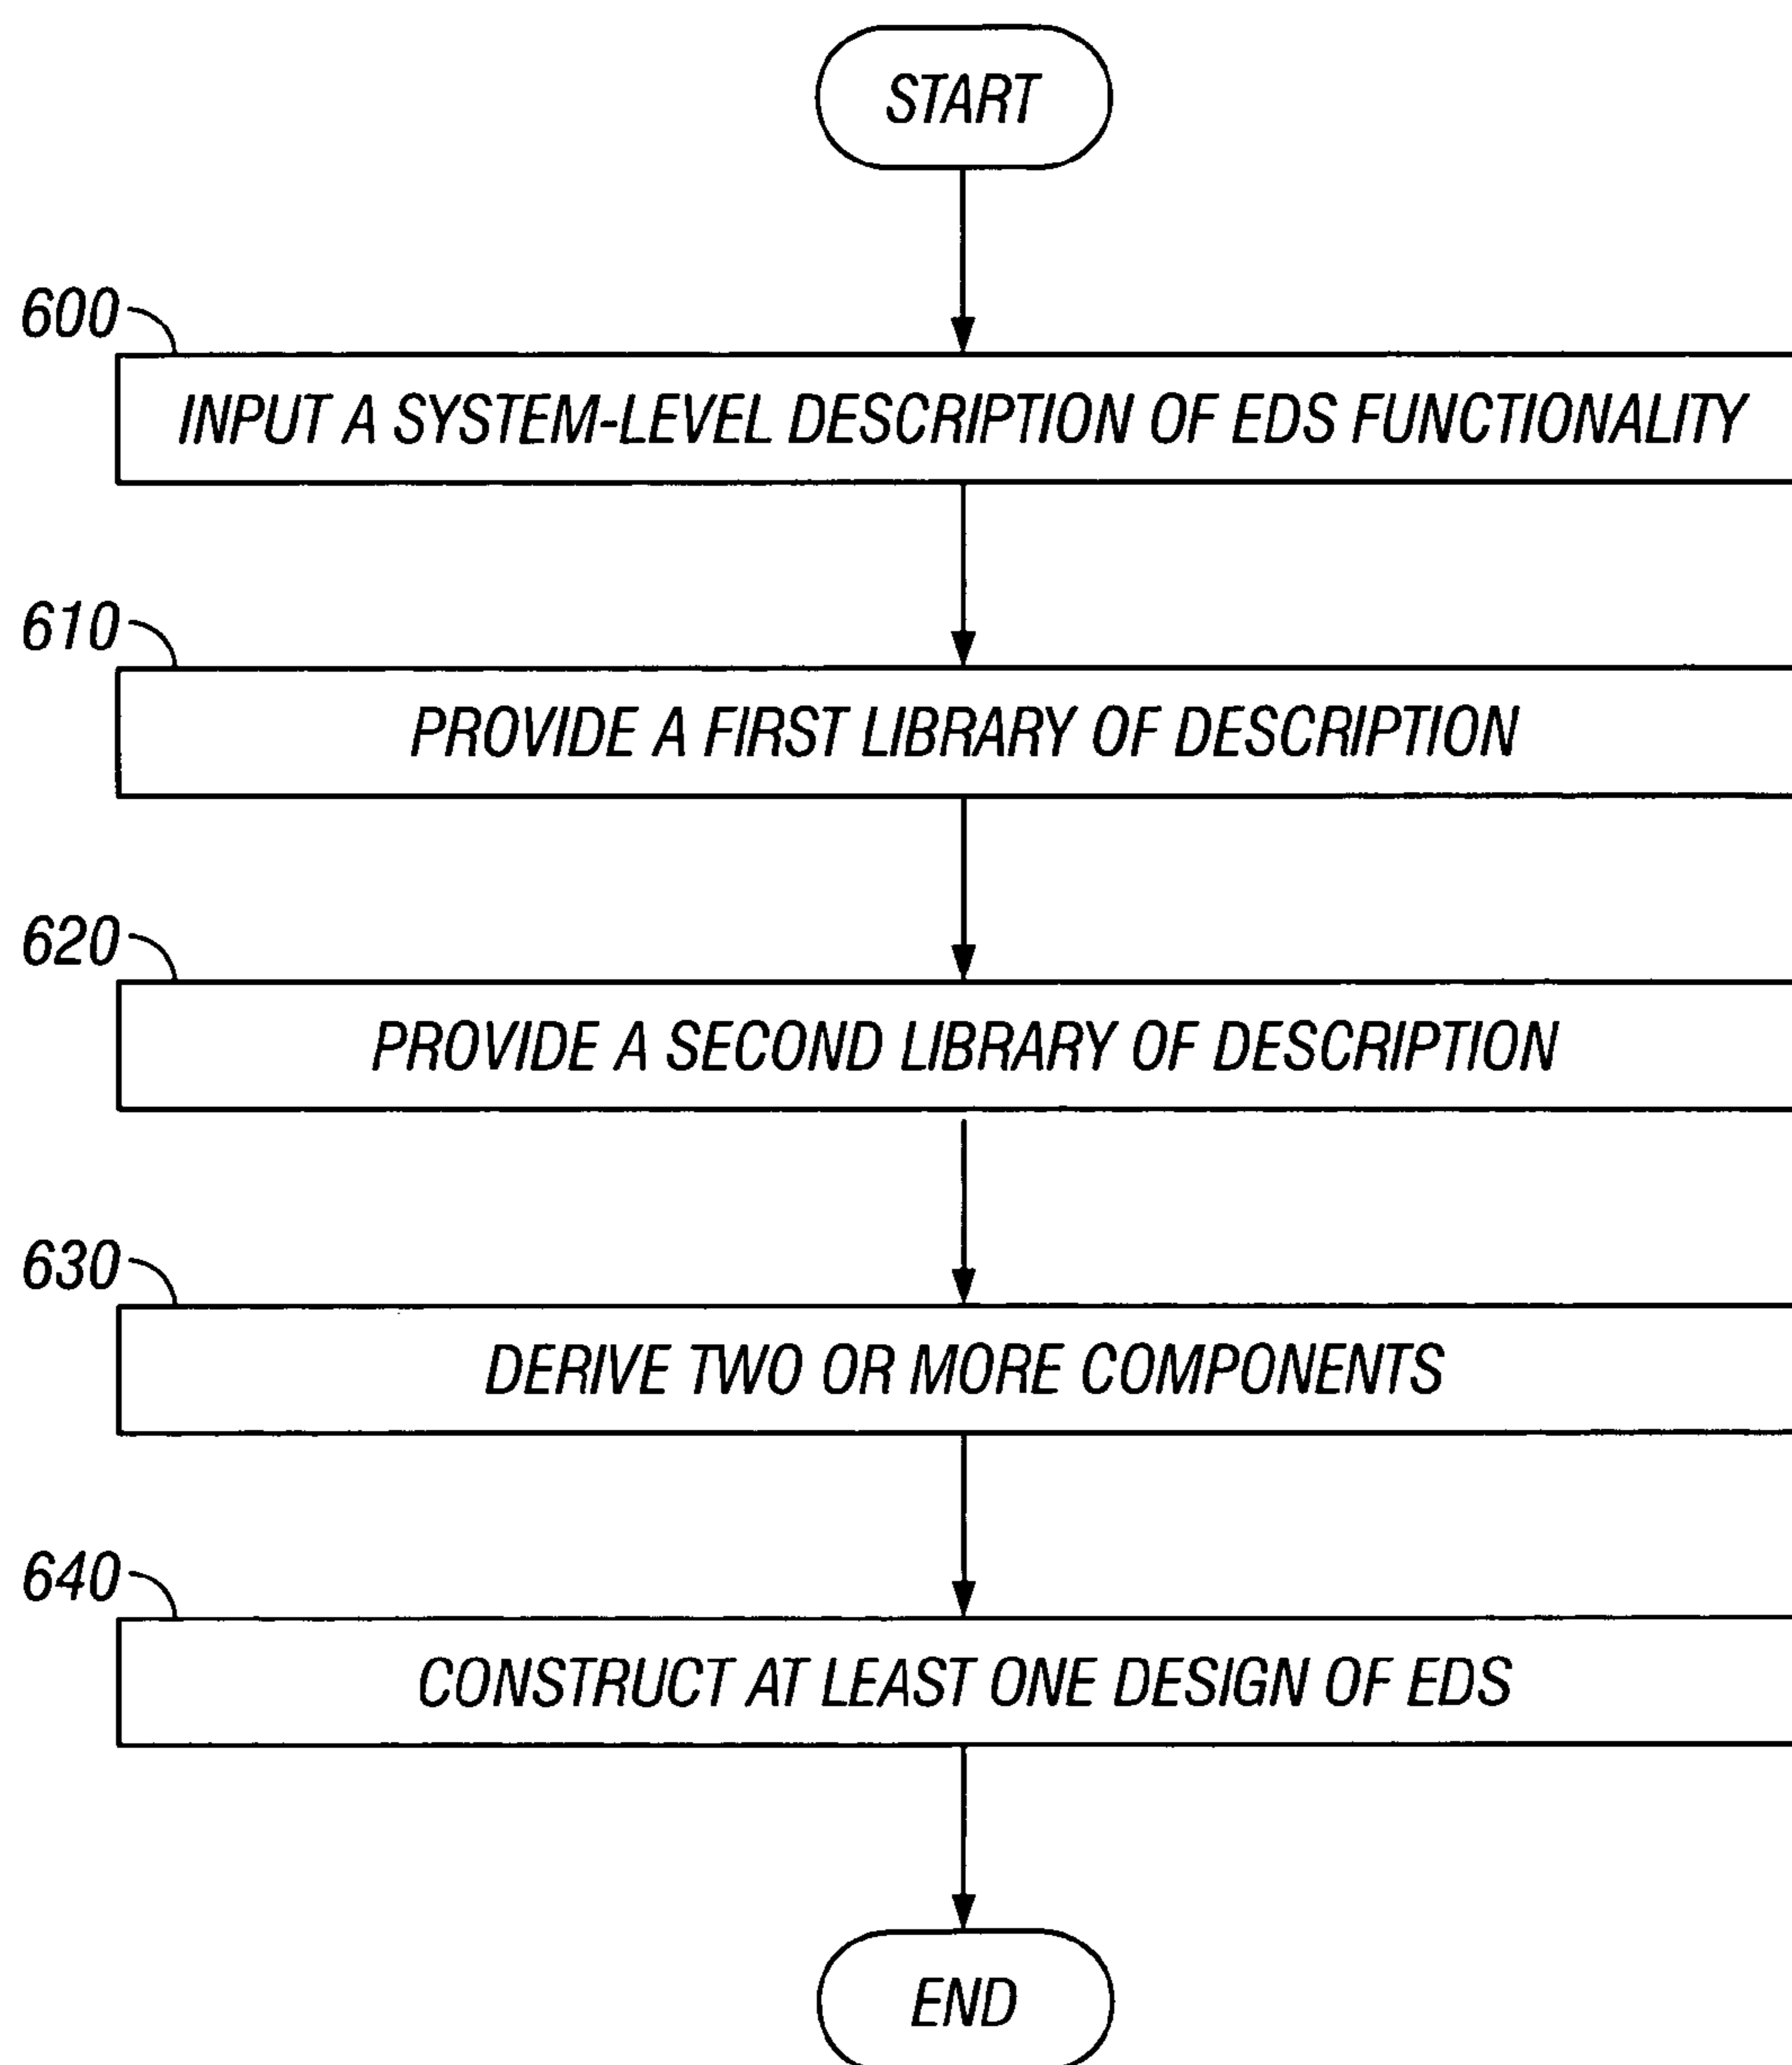 START
600
INPUT A SYSTEM-LEVEL DESCRIPTION OF EDS FUNCTIONALITY
610
PROVIDE A FIRST LIBRARY OF DESCRIPTION
620
PROVIDE A SECOND LIBRARY OF DESCRIPTION
630
DERIVE TWO OR MORE COMPONENTS
640
CONSTRUCT AT LEAST ONE DESIGN OF EDS
END